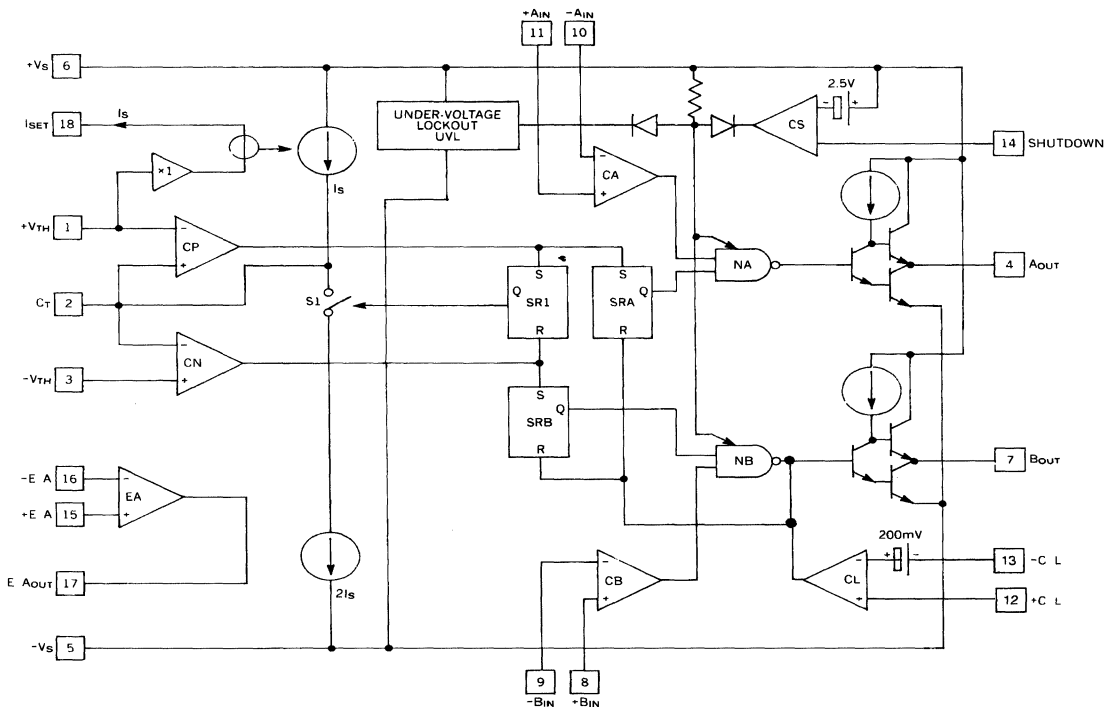 +AIN -AIN
11 10
+VS 6
2.5V
- +
IS
ISET 18
UNDER-VOLTAGE
LOCKOUT
UVL
CS
14 SHUTDOWN
×1
IS
- CA
+
+VTH 1
- CP
+
S S
NA
4 AOUT
CT 2
S1
Q SR1
SRA Q
R R
- CN
+
-VTH 3
S
SRB Q
R
NB
7 BOUT
-E A 16
- EA
+
+E A 15
200mV
+ -
13 -C L
CL -
+
12 +C L
E AOUT 17
2IS
- CB
+
-VS 5
9 8
-BIN +BIN